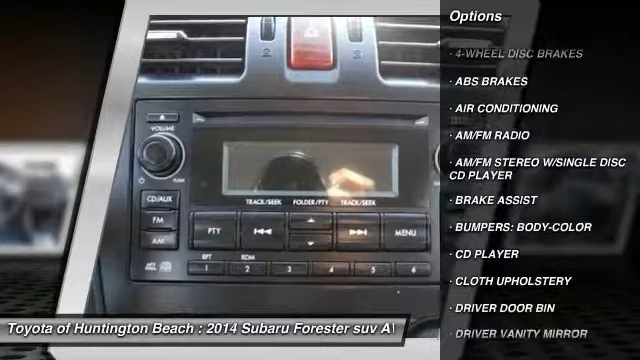 Options
· 4-WHEEL DISC BRAKES
· ABS BRAKES
· AIR CONDITIONING
· AM/FM RADIO
· AM/FM STEREO W/SINGLE DISC
CD PLAYER
· BRAKE ASSIST
· BUMPERS: BODY-COLOR
· CD PLAYER
· CLOTH UPHOLSTERY
· DRIVER DOOR BIN
· DRIVER VANITY MIRROR
VOLUME
PUSH
CD/AUX
FM
AM
TRACK/SEEK FOLDER/PTY TRACK/SEEK
PTY MENU
RPT RDM
1 2 3 4 5 6
Toyota of Huntington Beach : 2014 Subaru Forester suv A